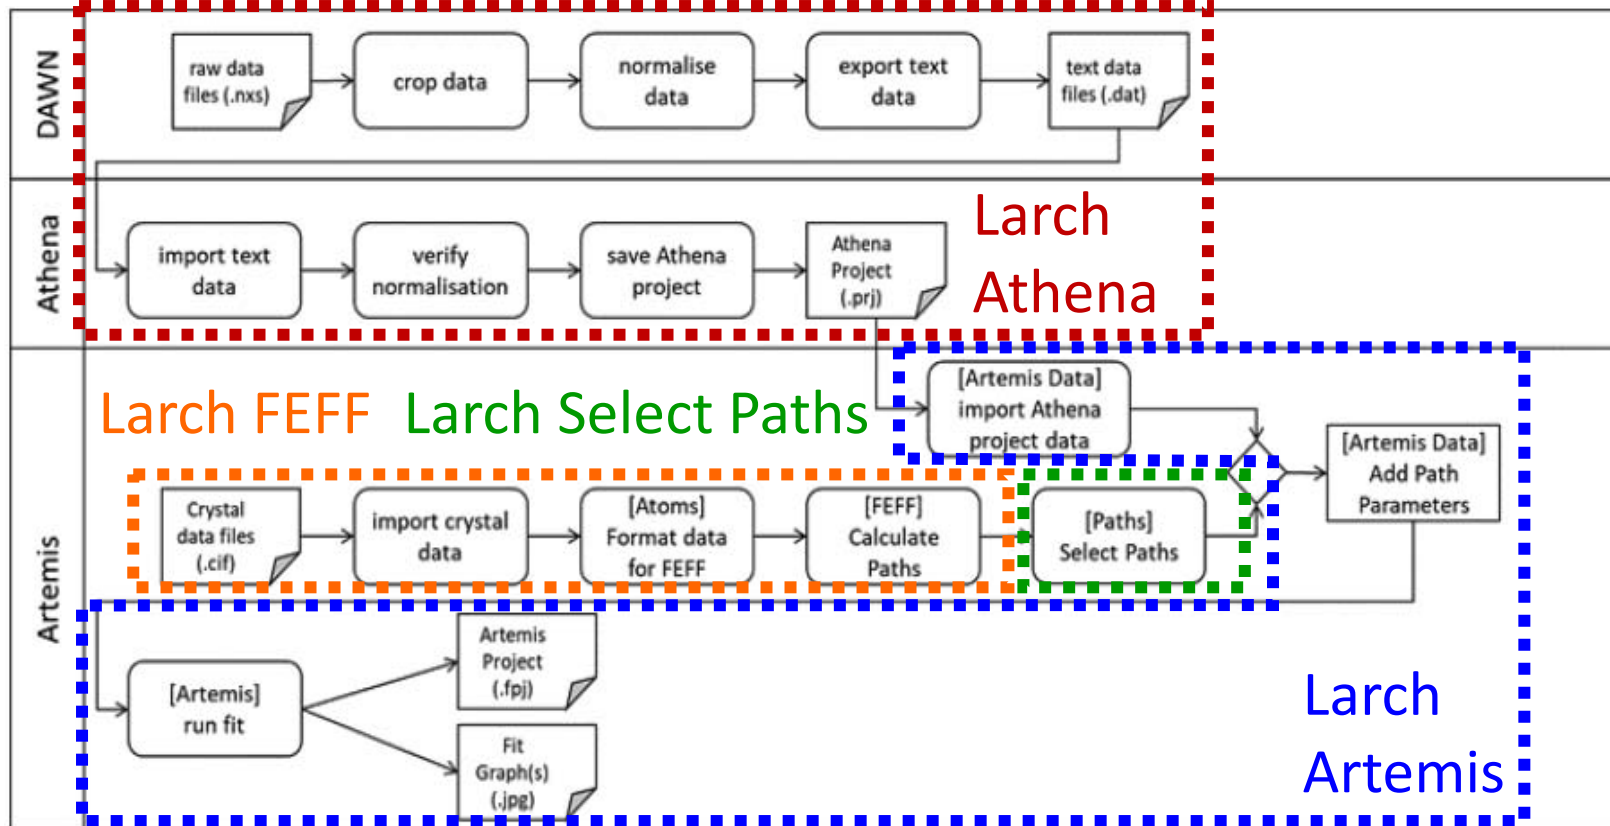 DAWN
raw data
files (.nxs)
crop data
normalise
data
export text
data
text data
files (.dat)
Athena
import text
data
verify
normalisation
save Athena
project
Athena
Project
(.prj)
Larch
Athena
Artemis
Larch FEFF
Larch Select Paths
[Artemis Data]
import Athena
project data
[Artemis Data]
Add Path
Parameters
Crystal
data files
(.cif)
import crystal
data
[Atoms]
Format data
for FEFF
[FEFF]
Calculate
Paths
[Paths]
Select Paths
[Artemis]
run fit
Artemis
Project
(.fpj)
Fit
Graph(s)
(.jpg)
Larch
Artemis